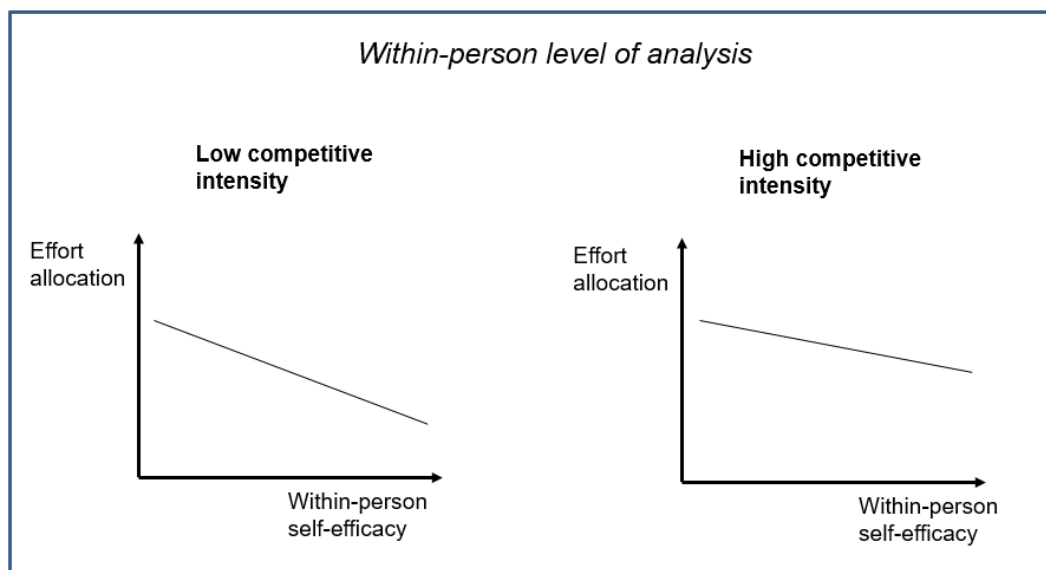 Within-person level of analysis
Low competitive
intensity
High competitive
intensity
Effort
allocation
Within-person
self-efficacy
Effort
allocation
Within-person
self-efficacy